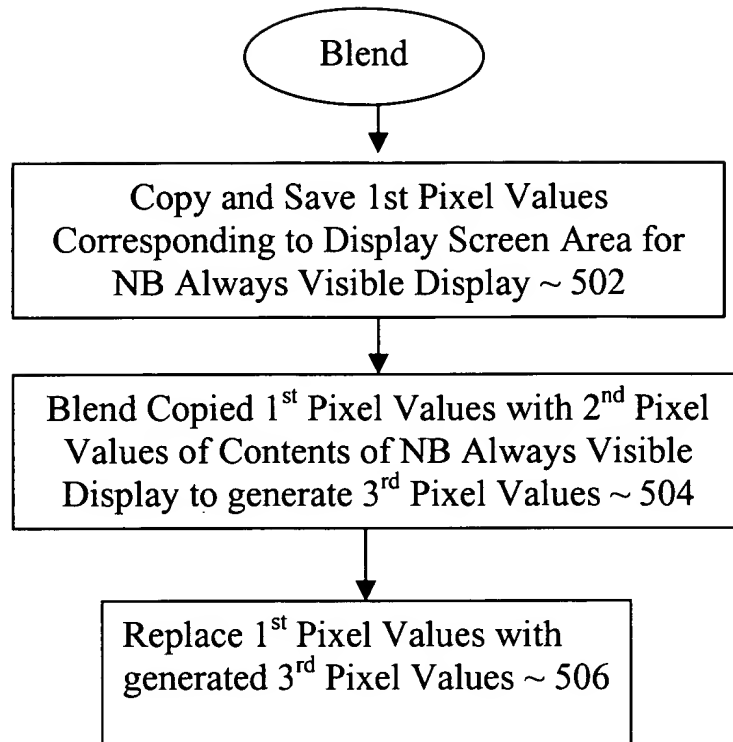 Blend
Copy and Save 1st Pixel Values
Corresponding to Display Screen Area for
NB Always Visible Display ~ 502
Blend Copied 1st Pixel Values with 2nd Pixel
Values of Contents of NB Always Visible
Display to generate 3rd Pixel Values ~ 504
Replace 1st Pixel Values with
generated 3rd Pixel Values ~ 506